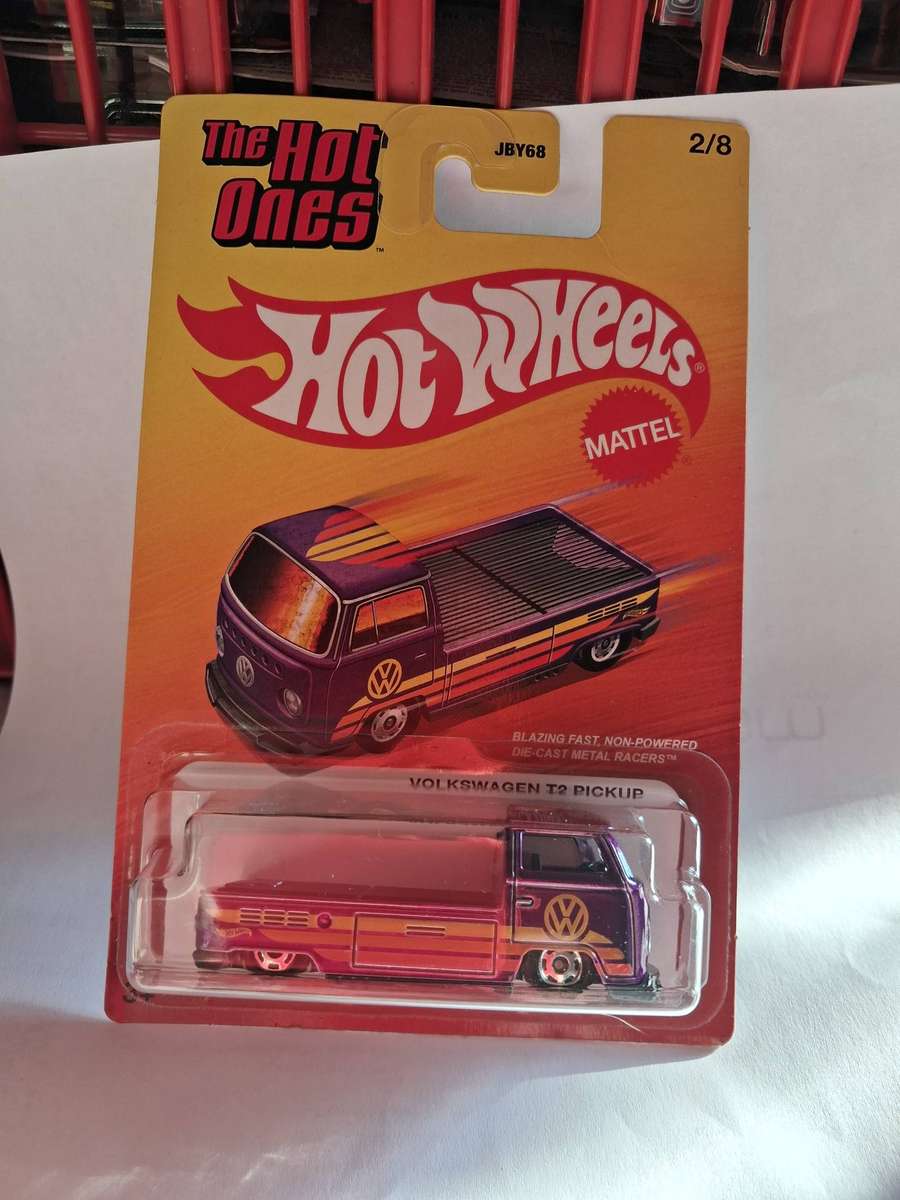 The Hot
Ones™
JBY68
2/8
Hot Wheels®
MATTEL®
BLAZING FAST, NON-POWERED
DIE-CAST METAL RACERS™
VOLKSWAGEN T2 PICKUP